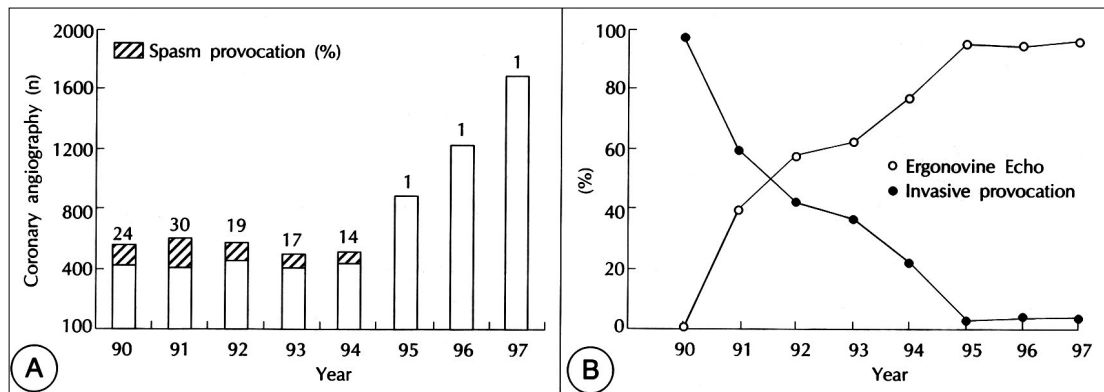 2000
1600
1200
800
400
100
Coronary angiography (n)
Spasm provocation (%)
24
30
19
17
14
1
1
1
90 91 92 93 94 95 96 97
Year
A
(%)
100
80
60
40
20
0
(%)
Ergonovine Echo
Invasive provocation
90 91 92 93 94 95 96 97
Year
B